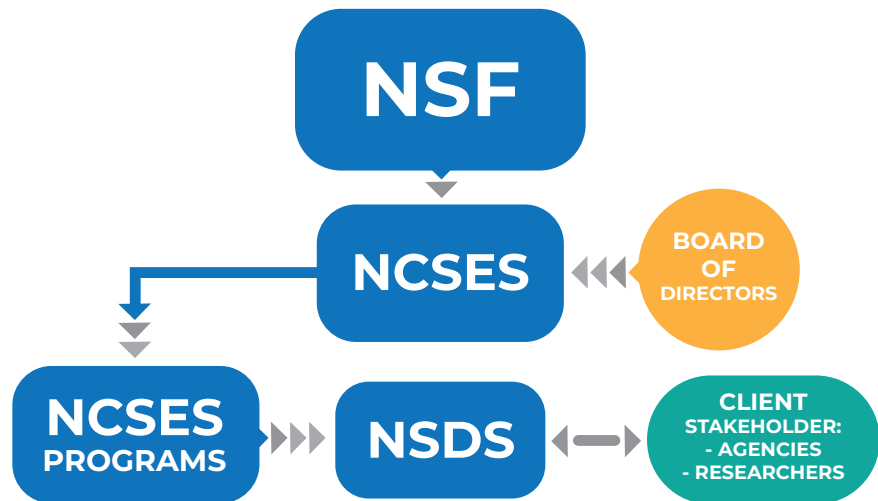 NSF
NCSES
BOARD
OF
DIRECTORS
NCSES
PROGRAMS
NSDS
CLIENT
STAKEHOLDER:
- AGENCIES
- RESEARCHERS